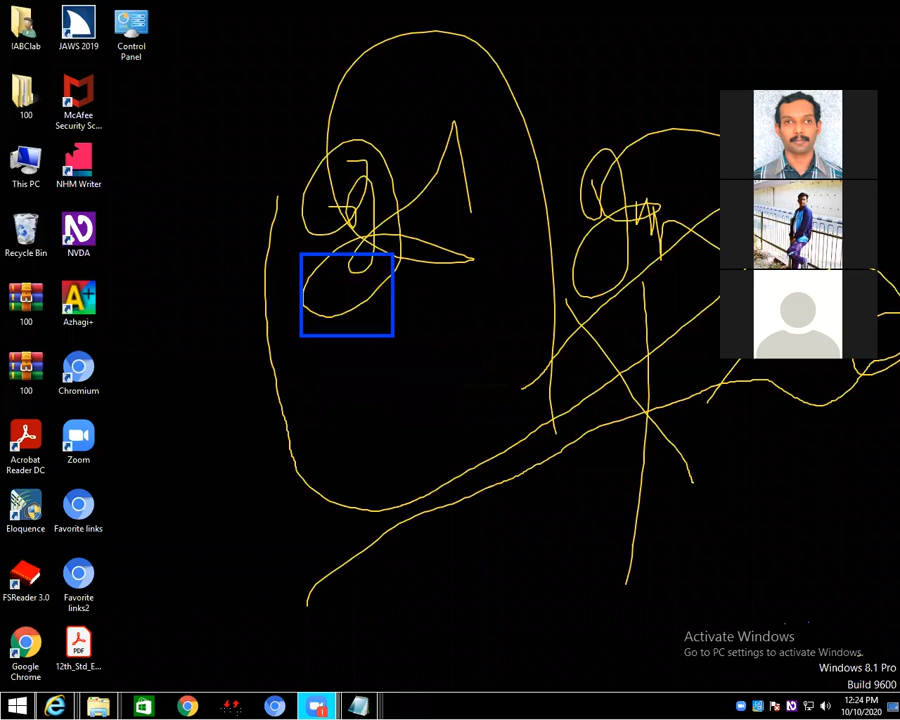 IABClab
JAWS 2019
Control Panel
100
McAfee Security Sc...
This PC
NHM Writer
Recycle Bin
NVDA
100
Azhagi+
100
Chromium
Acrobat Reader DC
Zoom
Eloquence
Favorite links
FSReader 3.0
Favorite links2
Google Chrome
PDF
12th_Std_E...
Activate Windows
Go to PC settings to activate Windows.
Windows 8.1 Pro
Build 9600
12:24 PM
10/10/2020